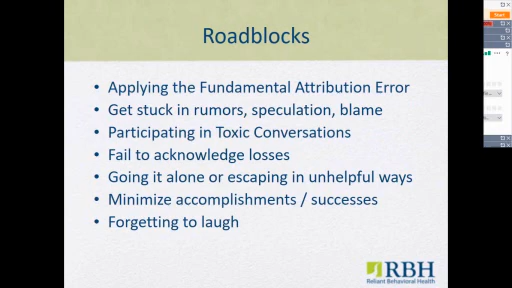 Roadblocks
• Applying the Fundamental Attribution Error
• Get stuck in rumors, speculation, blame
• Participating in Toxic Conversations
• Fail to acknowledge losses
• Going it alone or escaping in unhelpful ways
• Minimize accomplishments / successes
• Forgetting to laugh
RBH
Reliant Behavioral Health
Start